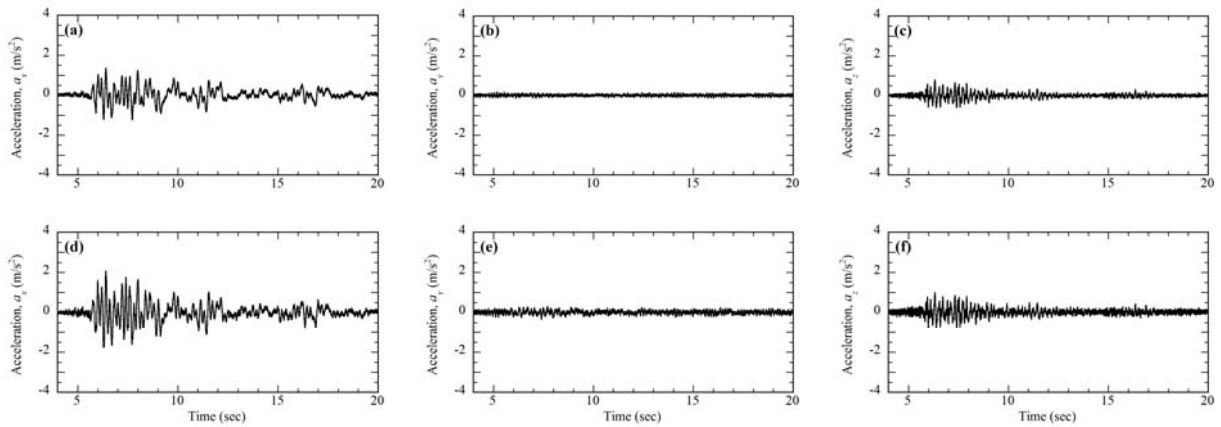 (a)
Acceleration, aₓ (m/s²)
4
2
0
-2
-4
5 10 15 20
(b)
Acceleration, a_y (m/s²)
4
2
0
-2
-4
5 10 15 20
(c)
Acceleration, a_z (m/s²)
4
2
0
-2
-4
5 10 15 20
(d)
Acceleration, aₓ (m/s²)
4
2
0
-2
-4
5 10 15 20
Time (sec)
(e)
Acceleration, a_y (m/s²)
4
2
0
-2
-4
5 10 15 20
Time (sec)
(f)
Acceleration, a_z (m/s²)
4
2
0
-2
-4
5 10 15 20
Time (sec)